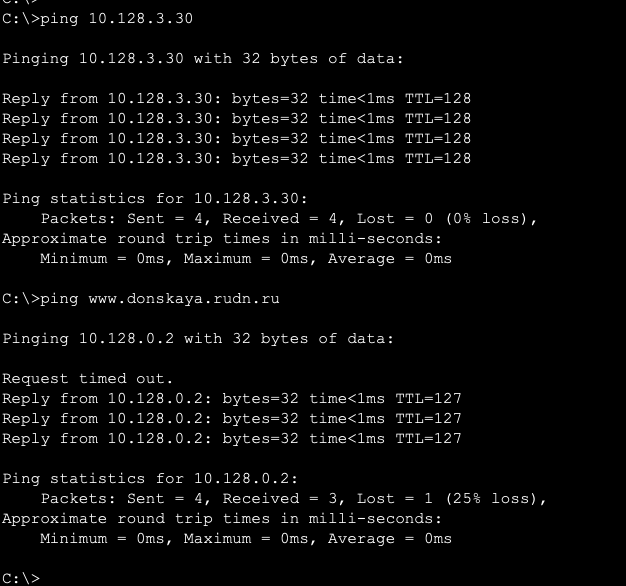 C:\>
C:\>ping 10.128.3.30
Pinging 10.128.3.30 with 32 bytes of data:
Reply from 10.128.3.30: bytes=32 time<1ms TTL=128
Reply from 10.128.3.30: bytes=32 time<1ms TTL=128
Reply from 10.128.3.30: bytes=32 time<1ms TTL=128
Reply from 10.128.3.30: bytes=32 time<1ms TTL=128
Ping statistics for 10.128.3.30:
    Packets: Sent = 4, Received = 4, Lost = 0 (0% loss),
Approximate round trip times in milli-seconds:
    Minimum = 0ms, Maximum = 0ms, Average = 0ms
C:\>ping www.donskaya.rudn.ru
Pinging 10.128.0.2 with 32 bytes of data:
Request timed out.
Reply from 10.128.0.2: bytes=32 time<1ms TTL=127
Reply from 10.128.0.2: bytes=32 time<1ms TTL=127
Reply from 10.128.0.2: bytes=32 time<1ms TTL=127
Ping statistics for 10.128.0.2:
    Packets: Sent = 4, Received = 3, Lost = 1 (25% loss),
Approximate round trip times in milli-seconds:
    Minimum = 0ms, Maximum = 0ms, Average = 0ms
C:\>